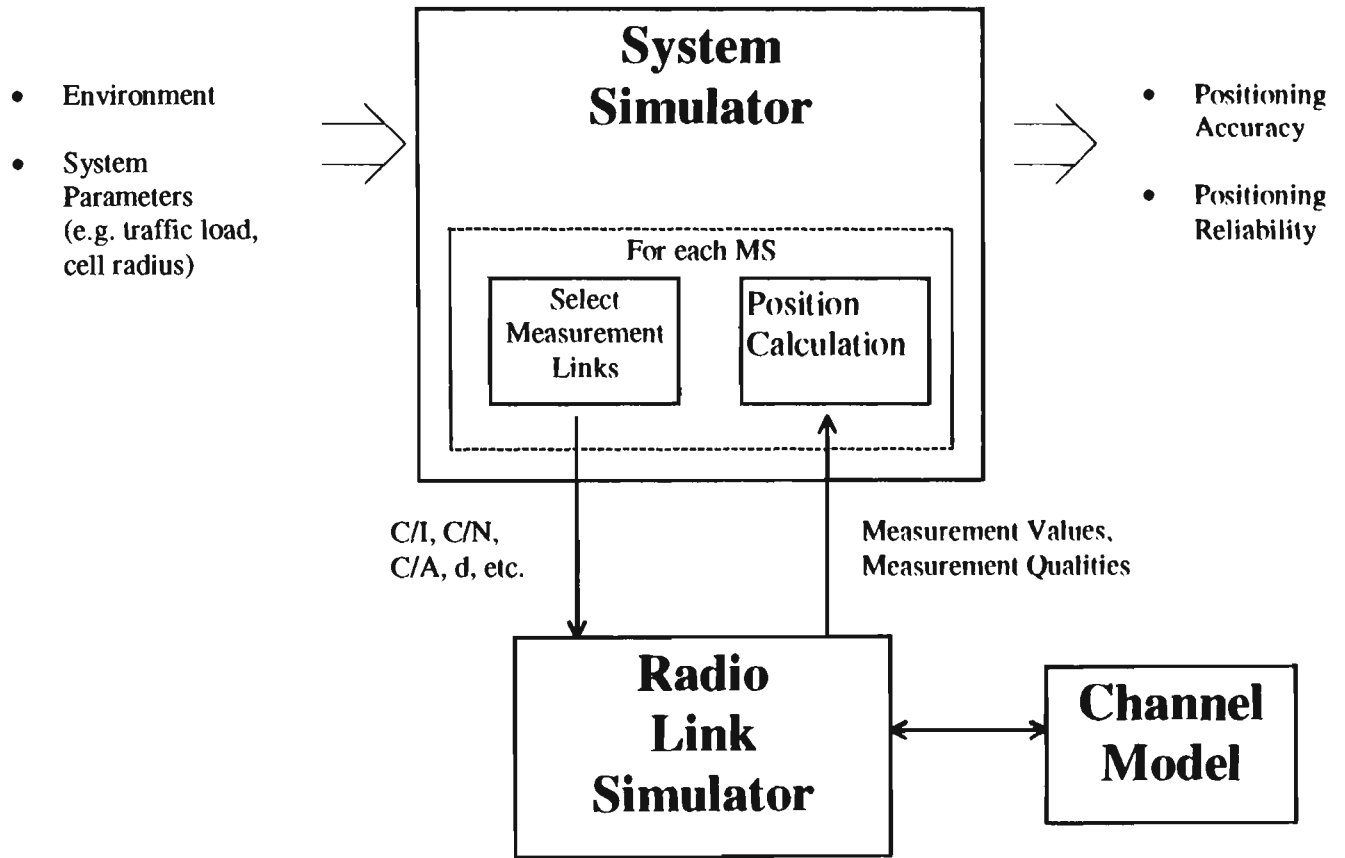 System
Simulator
• Environment
• System
Parameters
(e.g. traffic load,
cell radius)
• Positioning
Accuracy
• Positioning
Reliability
For each MS
Select
Measurement
Links
Position
Calculation
C/I, C/N,
C/A, d, etc.
Measurement Values,
Measurement Qualities
Radio
Link
Simulator
Channel
Model